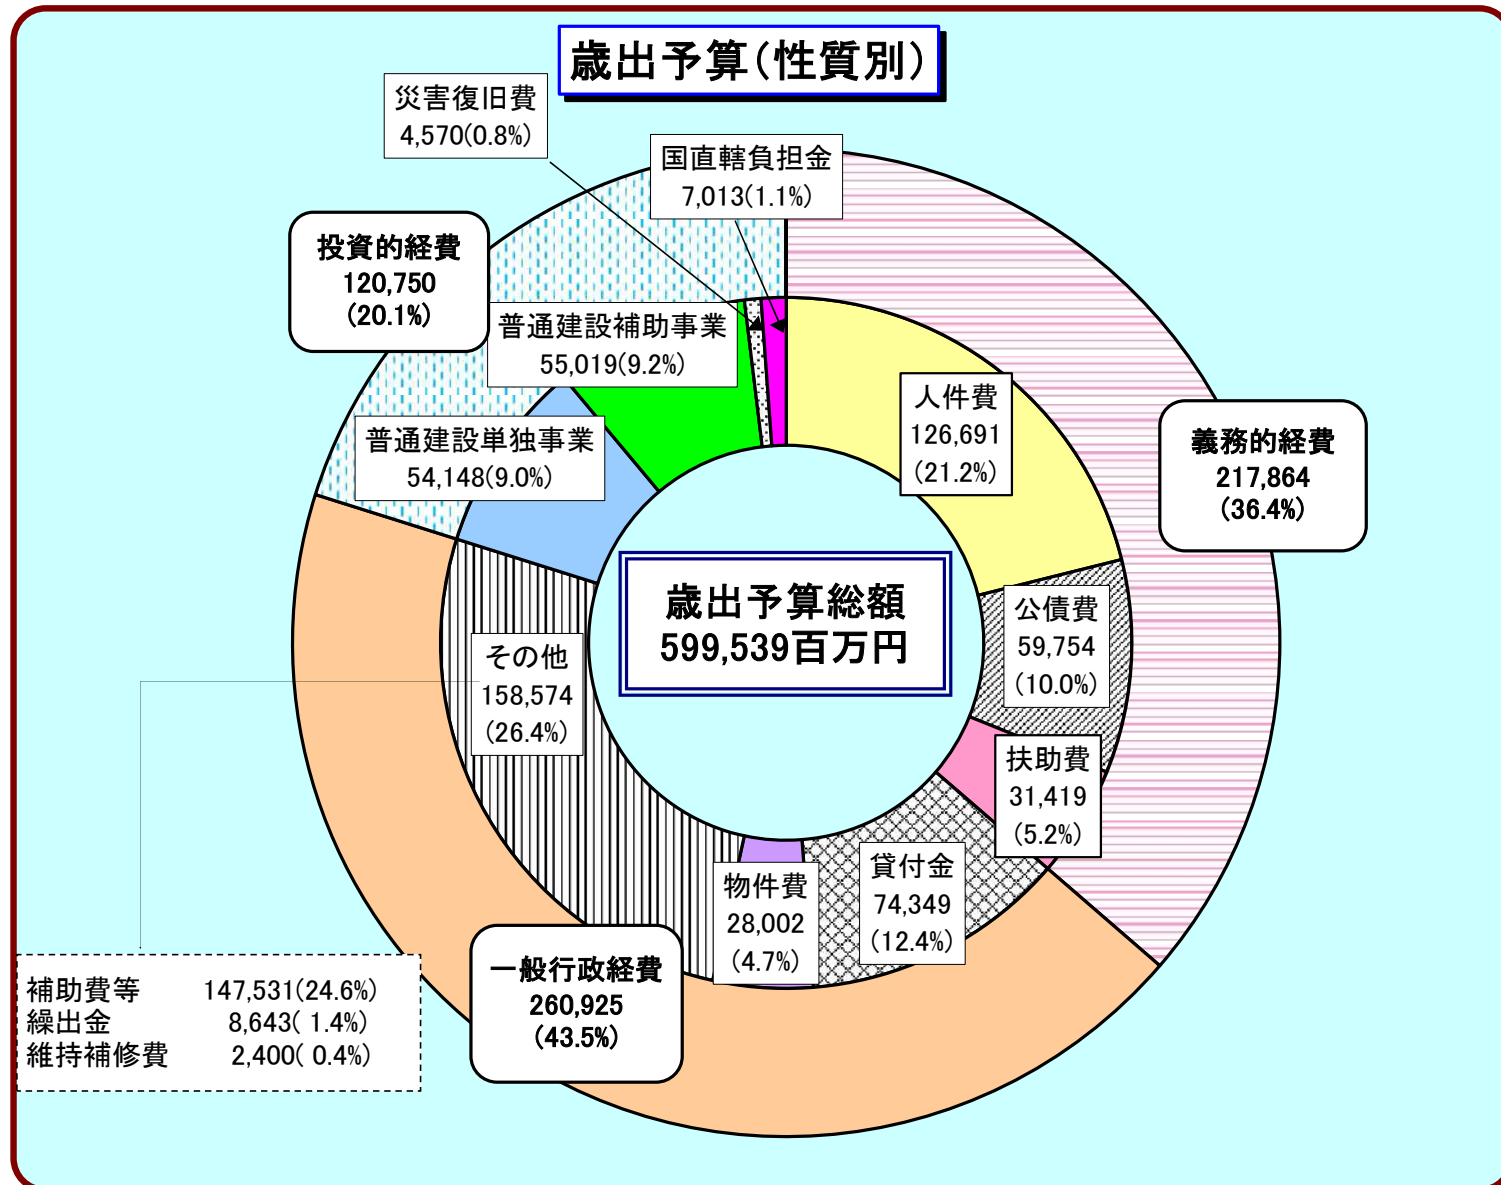 歳出予算(性質別)
災害復旧費
4,570(0.8%)
国直轄負担金
7,013(1.1%)
投資的経費
120,750
(20.1%)
普通建設補助事業
55,019(9.2%)
普通建設単独事業
54,148(9.0%)
人件費
126,691
(21.2%)
義務的経費
217,864
(36.4%)
歳出予算総額
599,539百万円
公債費
59,754
(10.0%)
その他
158,574
(26.4%)
扶助費
31,419
(5.2%)
貸付金
74,349
(12.4%)
物件費
28,002
(4.7%)
一般行政経費
260,925
(43.5%)
補助費等 147,531(24.6%)
繰出金 8,643( 1.4%)
維持補修費 2,400( 0.4%)